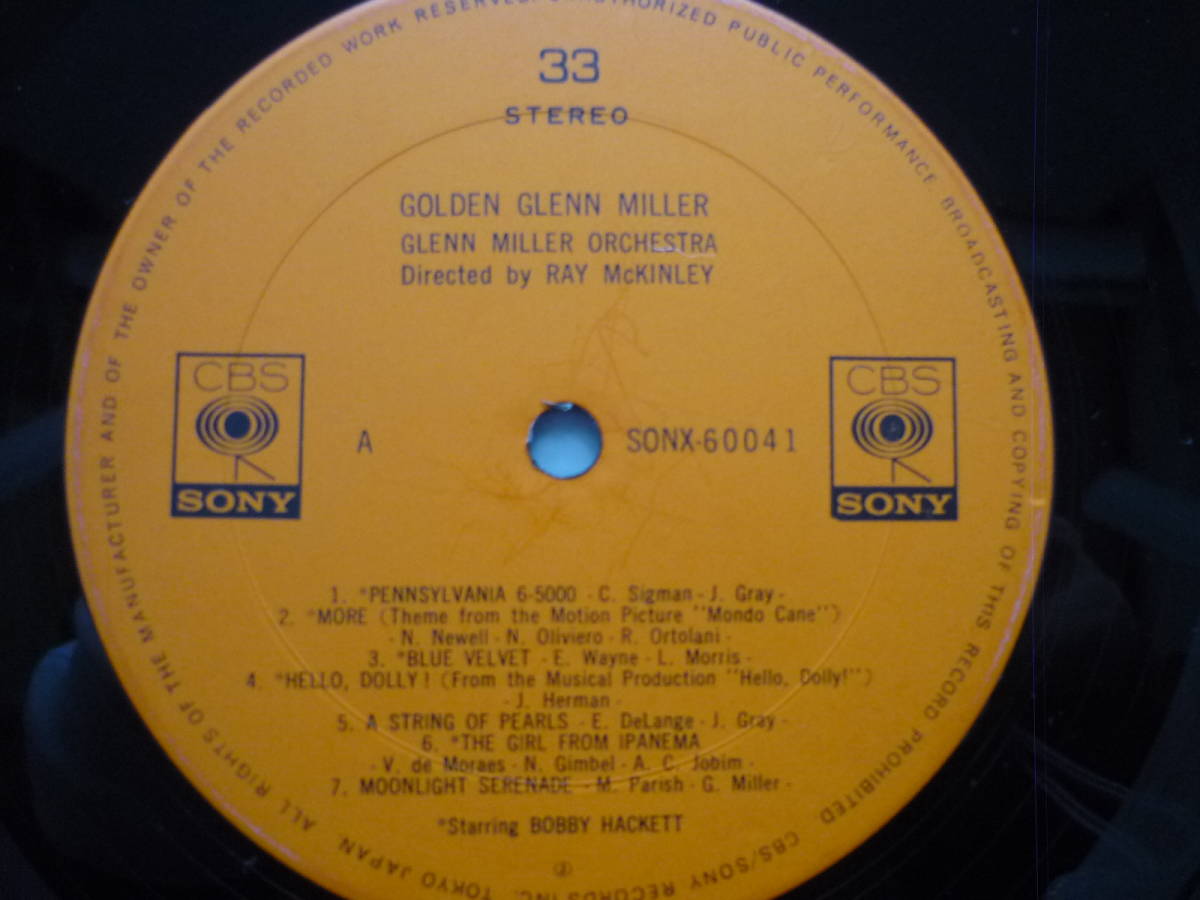 33
STEREO
GOLDEN GLENN MILLER
GLENN MILLER ORCHESTRA
Directed by RAY McKINLEY
CBS
SONY
A
SONX-60041
CBS
SONY
1. *PENNSYLVANIA 6-5000 - C. Sigman - J. Gray -
2. *MORE (Theme from the Motion Picture "Mondo Cane")
- N. Newell - N. Oliviero - R. Ortolani -
3. *BLUE VELVET - E. Wayne - L. Morris -
4. *HELLO, DOLLY! (From the Musical Production "Hello, Dolly!")
- J. Herman -
5. A STRING OF PEARLS - E. DeLange - J. Gray -
6. *THE GIRL FROM IPANEMA
- V. de Moraes - N. Gimbel - A. C. Jobim -
7. MOONLIGHT SERENADE - M. Parish - G. Miller -
*Starring BOBBY HACKETT
ALL RIGHTS OF THE MANUFACTURER AND OF THE OWNER OF THE RECORDED WORK RESERVED. UNAUTHORIZED PUBLIC PERFORMANCE BROADCASTING AND COPYING OF THIS RECORD PROHIBITED CBS/SONY RECORDS INC. TOKYO JAPAN.
℗